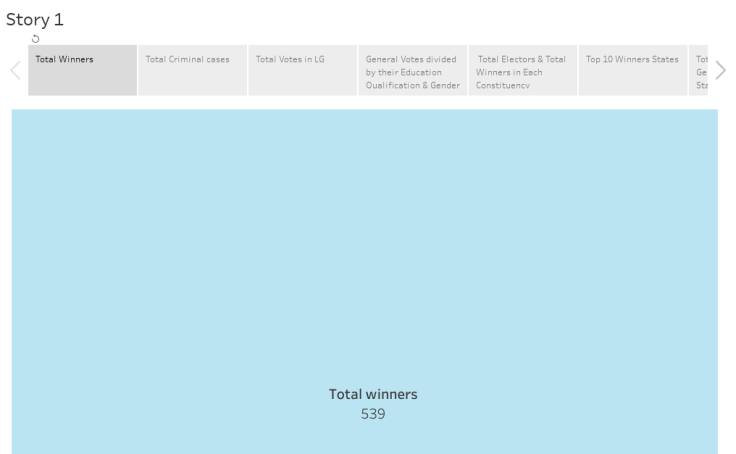 Story 1
Total Winners
Total Criminal cases
Total Votes in LG
General Votes divided
by their Education
Qualification & Gender
Total Electors & Total
Winners in Each
Constituency
Top 10 Winners States
Tot
Ge
Sta
Total winners
539